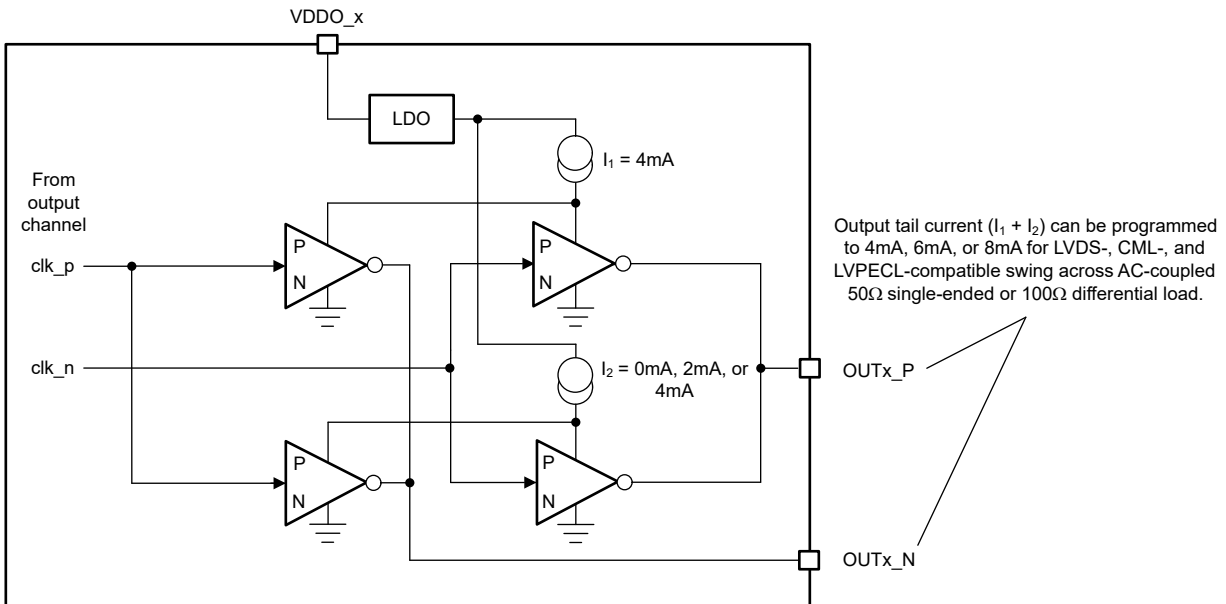 VDDO_x
LDO
I₁ = 4mA
From
output
channel
clk_p
P
N
P
N
Output tail current (I₁ + I₂) can be programmed
to 4mA, 6mA, or 8mA for LVDS-, CML-, and
LVPECL-compatible swing across AC-coupled
50Ω single-ended or 100Ω differential load.
clk_n
I₂ = 0mA, 2mA, or
4mA
OUTx_P
P
N
P
N
OUTx_N